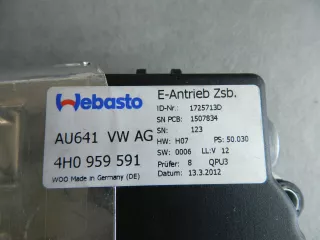 Webasto
AU641 VW AG
4H0 959 591
WOO Made in Germany (DE)
E-Antrieb Zsb.
ID-Nr.: 1725713D
SN PCB: 1507834
SN: 123
HW: H07 PS: 50.030
SW: 0006 LL:V 12
Prüfer: 8 QPU3
Datum: 13.3.2012